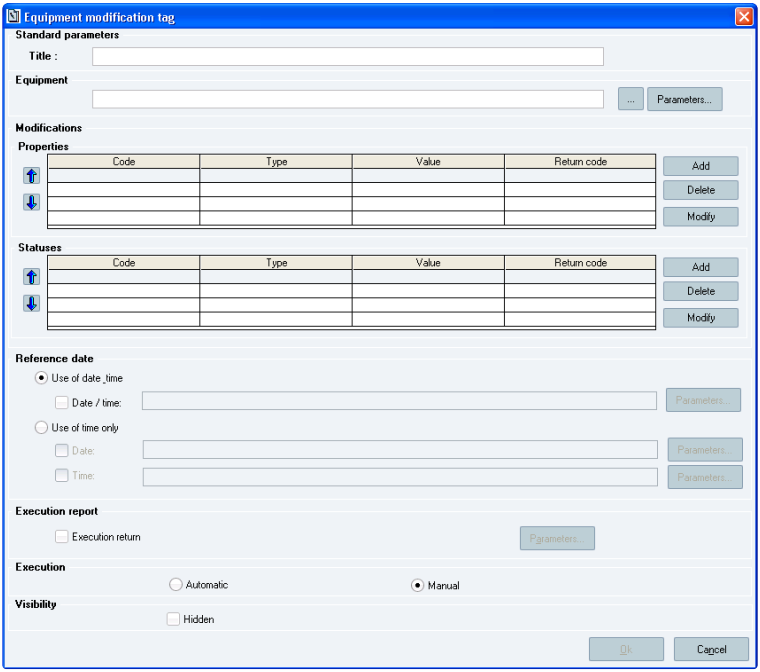 Equipment modification tag
Standard parameters
Title :
Equipment
... Parameters...
Modifications
Properties
Code Type Value Return code
Add
Delete
Modify
Statuses
Code Type Value Return code
Add
Delete
Modify
Reference date
Use of date_time
Date / time: Parameters...
Use of time only
Date: Parameters...
Time: Parameters...
Execution report
Execution return Parameters...
Execution
Automatic Manual
Visibility
Hidden
Ok Cancel